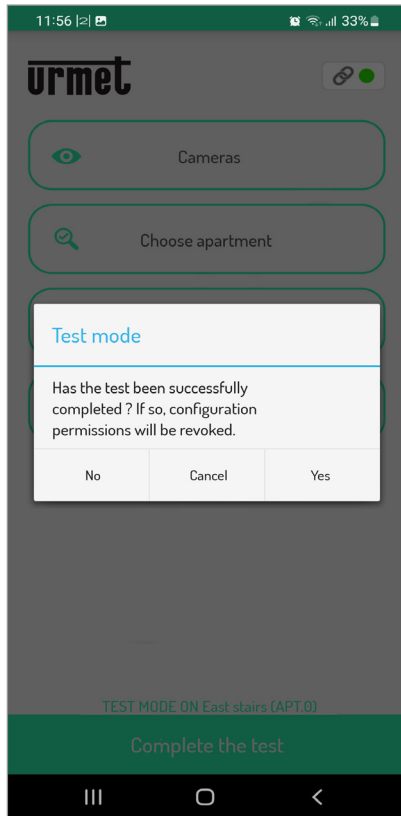 11:56 |2| 33%
urmet
Cameras
Choose apartment
Test mode
Has the test been successfully
completed ? If so, configuration
permissions will be revoked.
No Cancel Yes
TEST MODE ON East stairs (APT.0)
Complete the test